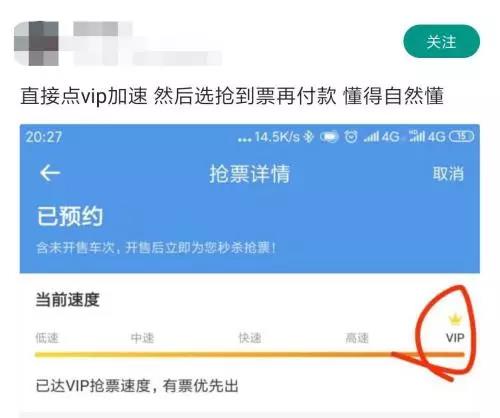 关注
直接点vip加速 然后选抢到票再付款 懂得自然懂
20:27 ... 14.5K/s 4G 4G 15
抢票详情 取消
已预约
含未开售车次，开售后立即为您秒杀抢票！
当前速度
低速 中速 快速 高速 VIP
已达VIP抢票速度，有票优先出